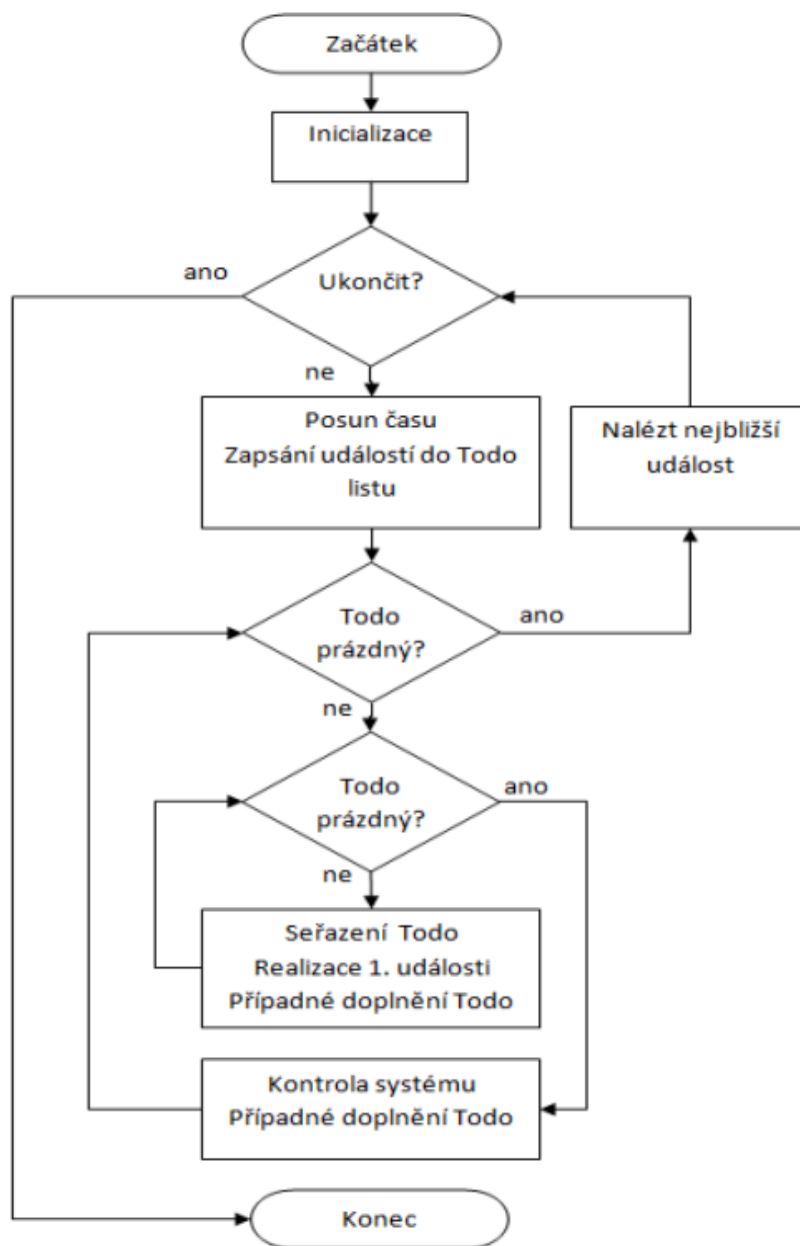 Začátek
Inicializace
ano
Ukončit?
ne
Posun času
Zapsání událostí do Todo
listu
Nalézt nejbližší
událost
Todo
prázdný?
ano
ne
Todo
prázdný?
ano
ne
Seřazení Todo
Realizace 1. události
Případné doplnění Todo
Kontrola systému
Případné doplnění Todo
Konec